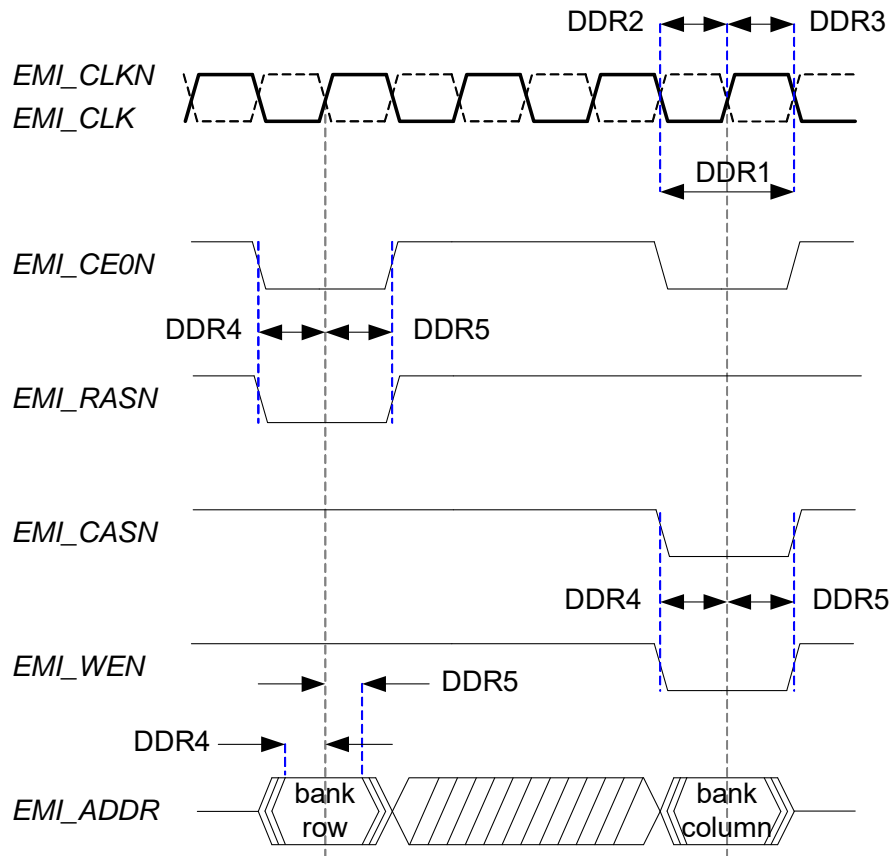 DDR2 DDR3
EMI_CLKN
EMI_CLK
DDR1
EMI_CE0N
DDR4 DDR5
EMI_RASN
EMI_CASN
DDR4 DDR5
EMI_WEN
DDR5
DDR4
EMI_ADDR
bank
row
bank
column